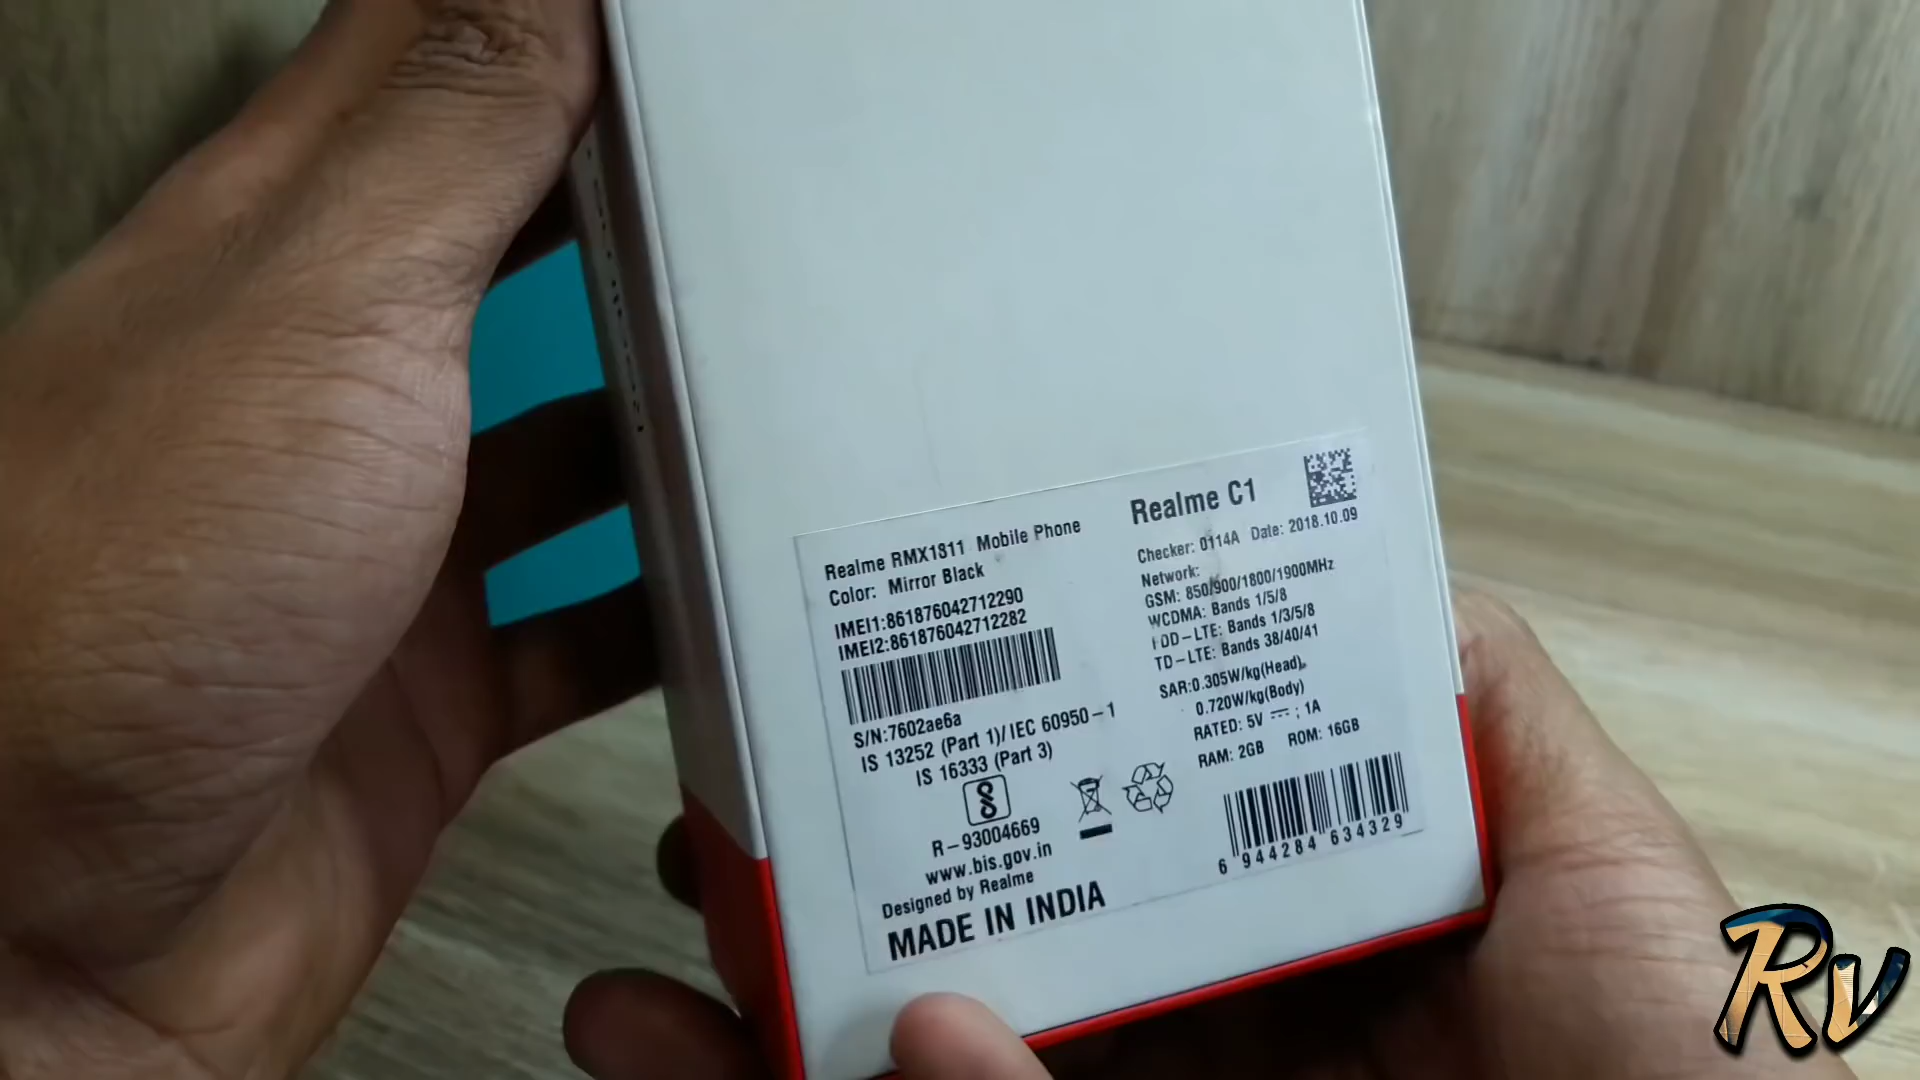 Realme RMX1811 Mobile Phone
Color: Mirror Black
IMEI1:861876042712290
IMEI2:861876042712282
S/N:7602ae6a
IS 13252 (Part 1)/IEC 60950-1
IS 16333 (Part 3)
R-93004669
www.bis.gov.in
Designed by Realme
MADE IN INDIA
Realme C1
Checker: 0114A Date: 2018.10.09
Network:
GSM: 850/900/1800/1900MHz
WCDMA: Bands 1/5/8
FDD-LTE: Bands 1/3/5/8
TD-LTE: Bands 38/40/41
SAR:0.305W/kg(Head)
0.720W/kg(Body)
RATED: 5V ⎓ ; 1A
RAM: 2GB ROM: 16GB
6 944284 634329
Rv